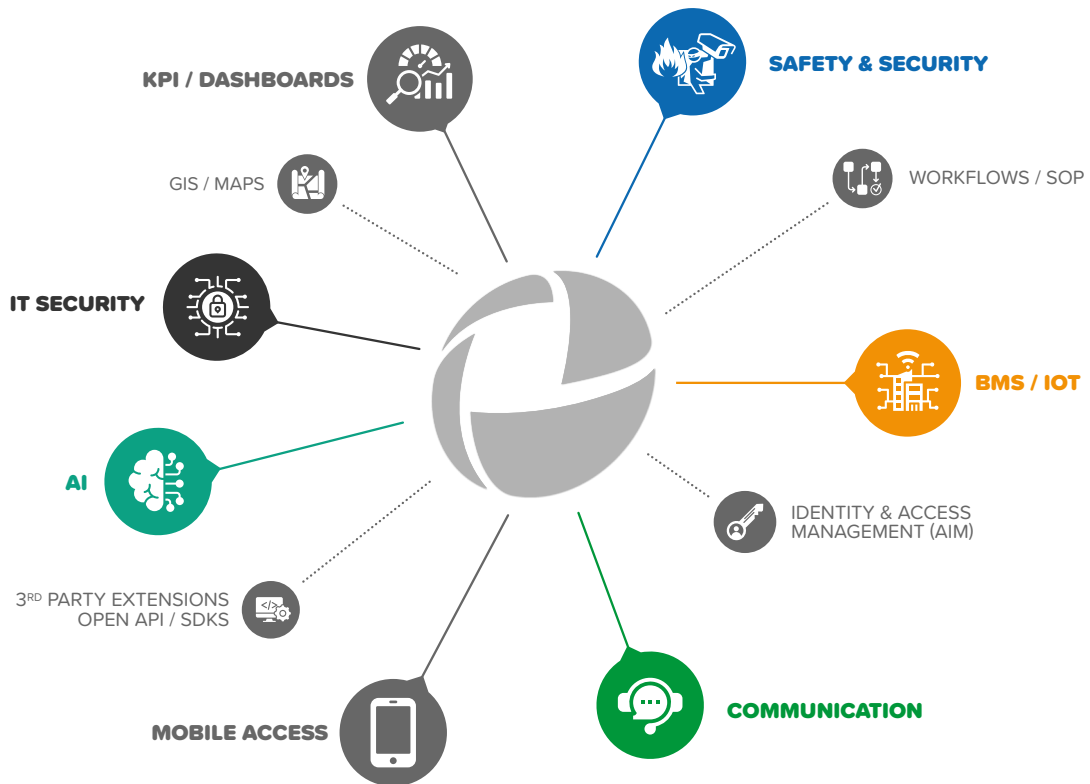 KPI / DASHBOARDS
SAFETY & SECURITY
GIS / MAPS
WORKFLOWS / SOP
IT SECURITY
BMS / IOT
AI
IDENTITY & ACCESS
MANAGEMENT (AIM)
3RD PARTY EXTENSIONS
OPEN API / SDKS
MOBILE ACCESS
COMMUNICATION